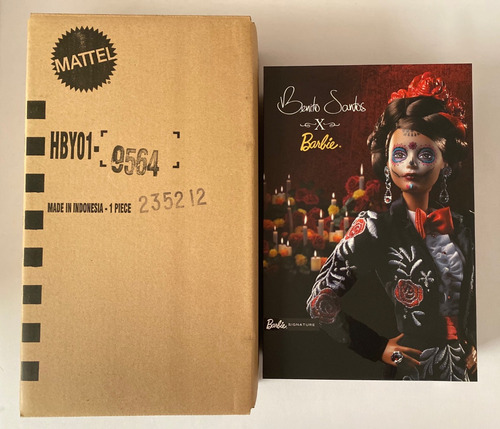 MATTEL
HBY01-
9564
MADE IN INDONESIA - 1 PIECE 235212
Benito Santos
X
Barbie.
Barbie. SIGNATURE